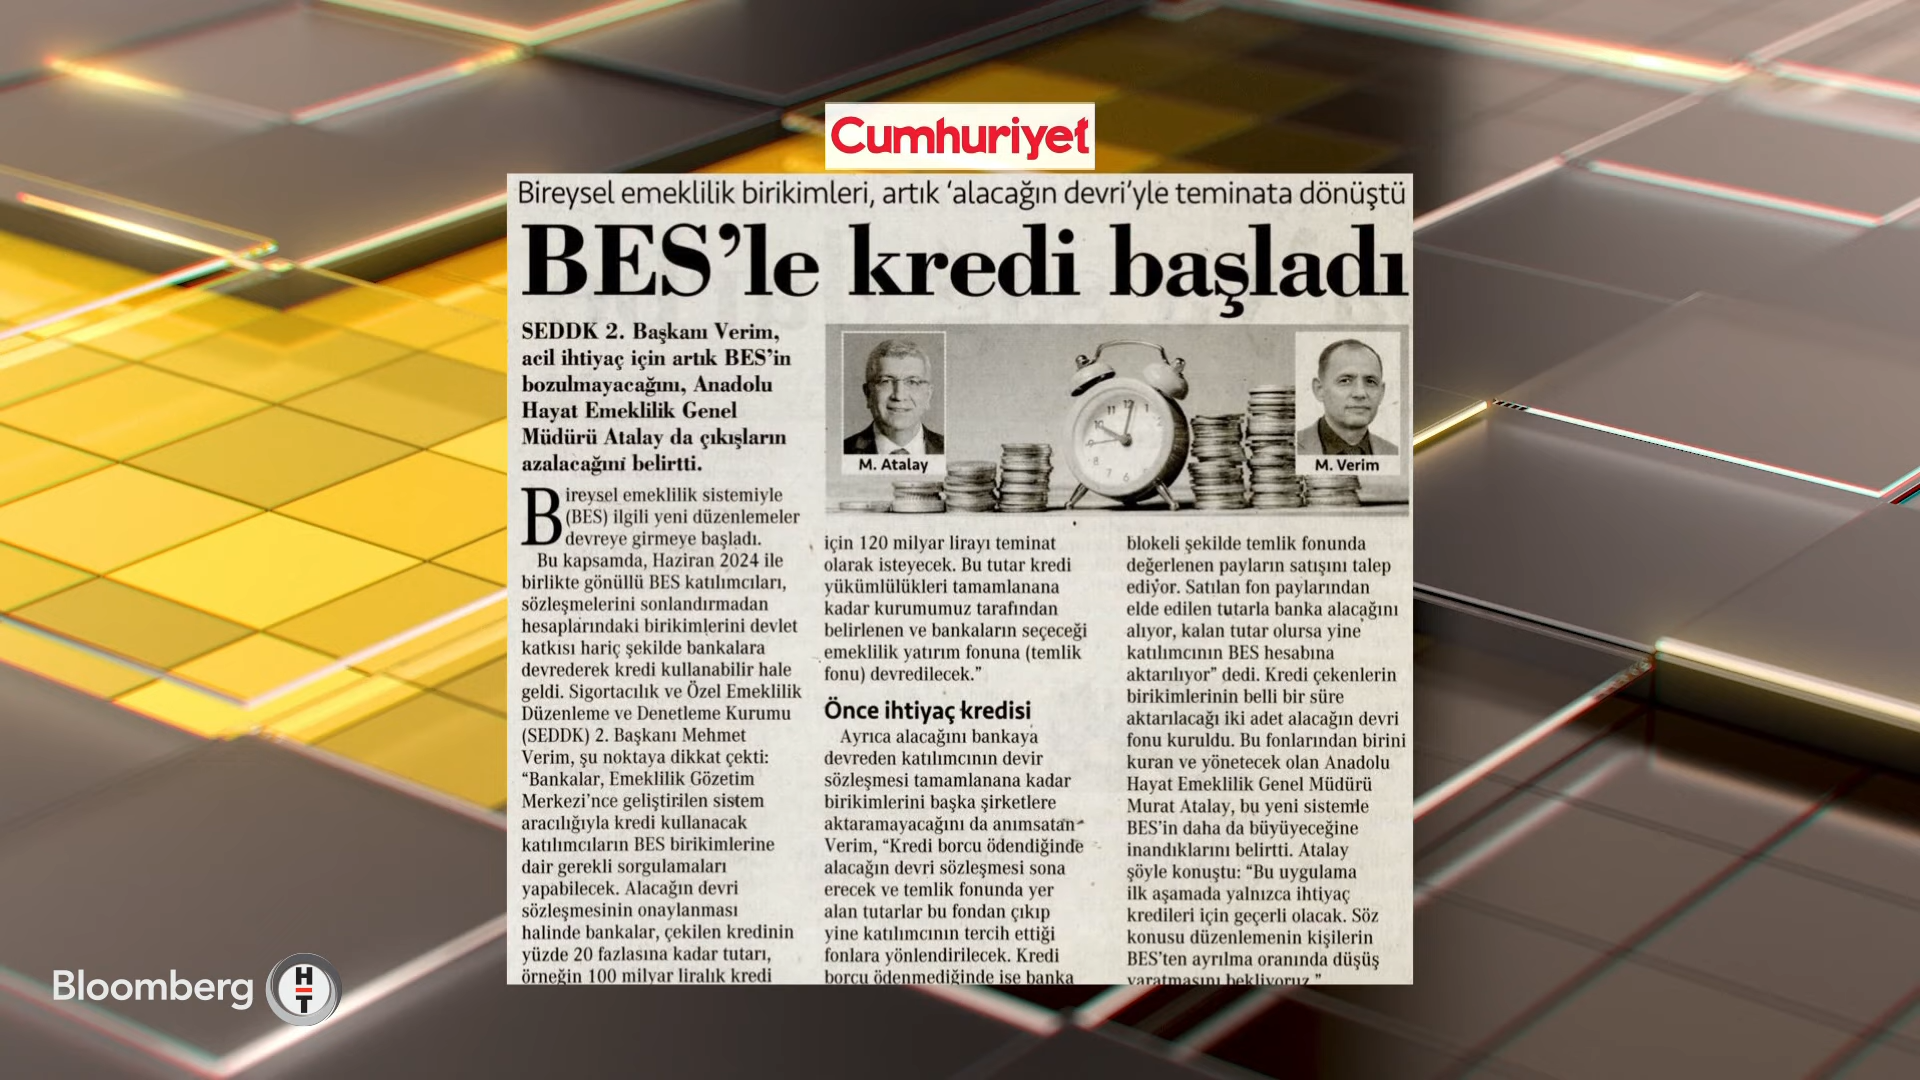 Cumhuriyet
Bireysel emeklilik birikimleri, artık ‘alacağın devri’yle teminata dönüştü
BES’le kredi başladı
SEDDK 2. Başkanı Verim,
acil ihtiyaç için artık BES’in
bozulmayacağını, Anadolu
Hayat Emeklilik Genel
Müdürü Atalay da çıkışların
azalacağını belirtti.
M. Atalay
M. Verim
Bireysel emeklilik sistemiyle
(BES) ilgili yeni düzenlemeler
devreye girmeye başladı.
Bu kapsamda, Haziran 2024 ile
birlikte gönüllü BES katılımcıları,
sözleşmelerini sonlandırmadan
hesaplarındaki birikimlerini devlet
katkısı hariç şekilde bankalara
devrederek kredi kullanabilir hale
geldi. Sigortacılık ve Özel Emeklilik
Düzenleme ve Denetleme Kurumu
(SEDDK) 2. Başkanı Mehmet
Verim, şu noktaya dikkat çekti:
“Bankalar, Emeklilik Gözetim
Merkezi’nce geliştirilen sistem
aracılığıyla kredi kullanacak
katılımcıların BES birikimlerine
dair gerekli sorgulamaları
yapabilecek. Alacağın devri
sözleşmesinin onaylanması
halinde bankalar, çekilen kredinin
yüzde 20 fazlasına kadar tutarı,
örneğin 100 milyar liralık kredi
için 120 milyar lirayı teminat
olarak isteyecek. Bu tutar kredi
yükümlülükleri tamamlanana
kadar kurumumuz tarafından
belirlenen ve bankaların seçeceği
emeklilik yatırım fonuna (temlik
fonu) devredilecek.”
Önce ihtiyaç kredisi
Ayrıca alacağını bankaya
devreden katılımcının devir
sözleşmesi tamamlanana kadar
birikimlerini başka şirketlere
aktaramayacağını da anımsatan
Verim, “Kredi borcu ödendiğinde
alacağın devri sözleşmesi sona
erecek ve temlik fonunda yer
alan tutarlar bu fondan çıkıp
yine katılımcının tercih ettiği
fonlara yönlendirilecek. Kredi
borcu ödenmediğinde ise banka
blokeli şekilde temlik fonunda
değerlenen payların satışını talep
ediyor. Satılan fon paylarından
elde edilen tutarla banka alacağını
alıyor, kalan tutar olursa yine
katılımcının BES hesabına
aktarılıyor” dedi. Kredi çekenlerin
birikimlerinin belli bir süre
aktarılacağı iki adet alacağın devri
fonu kuruldu. Bu fonlarından birini
kuran ve yönetecek olan Anadolu
Hayat Emeklilik Genel Müdürü
Murat Atalay, bu yeni sistemle
BES’in daha da büyüyeceğine
inandıklarını belirtti. Atalay
şöyle konuştu: “Bu uygulama
ilk aşamada yalnızca ihtiyaç
kredileri için geçerli olacak. Söz
konusu düzenlemenin kişilerin
BES’ten ayrılma oranında düşüş
yaratmasını bekliyoruz.”
Bloomberg HT